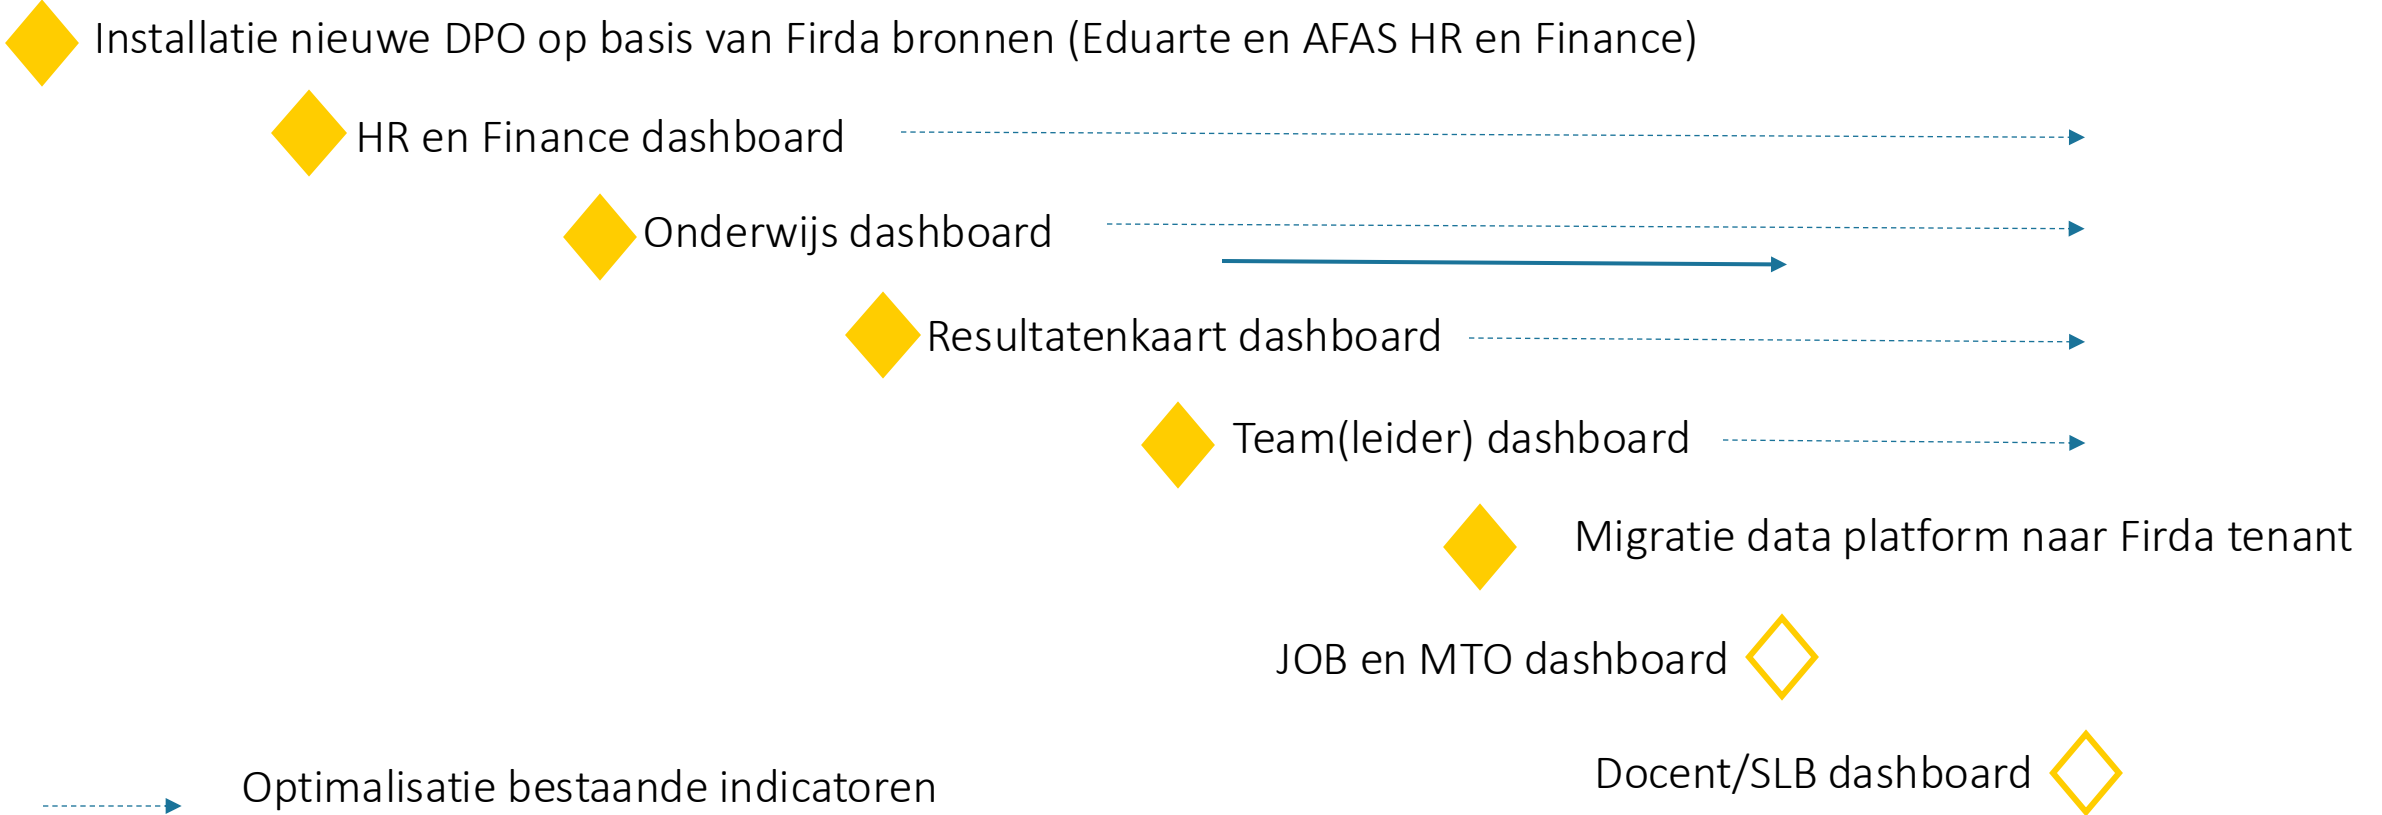 Installatie nieuwe DPO op basis van Firda bronnen (Eduarte en AFAS HR en Finance)
HR en Finance dashboard
Onderwijs dashboard
Resultatenkaart dashboard
Team(leider) dashboard
Migratie data platform naar Firda tenant
JOB en MTO dashboard
Docent/SLB dashboard
Optimalisatie bestaande indicatoren